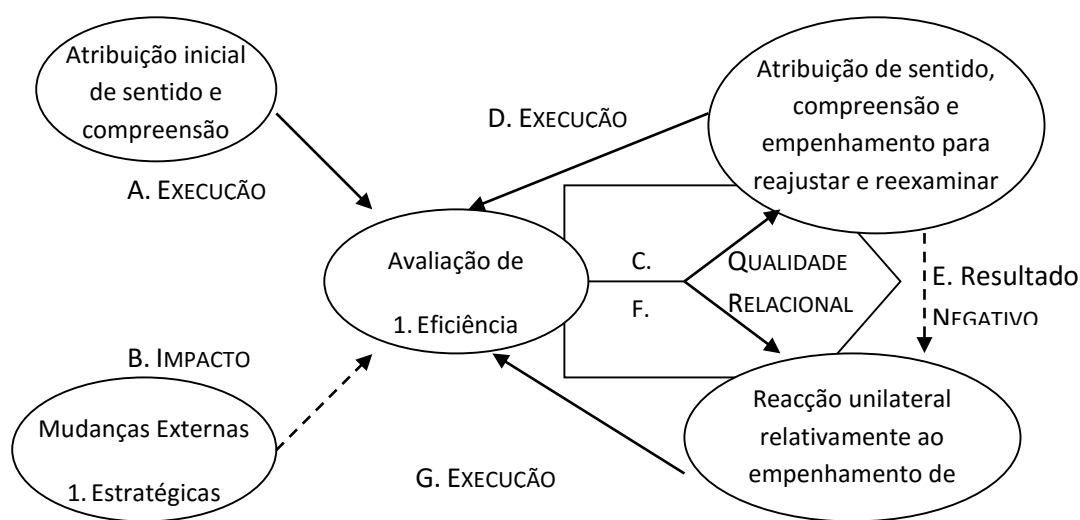 Atribuição inicial
de sentido e
compreensão
A. EXECUÇÃO
D. EXECUÇÃO
Atribuição de sentido,
compreensão e
empenhamento para
reajustar e reexaminar
Avaliação de
1. Eficiência
C.
F.
QUALIDADE
RELACIONAL
E. Resultado
NEGATIVO
B. IMPACTO
Mudanças Externas
1. Estratégicas
G. EXECUÇÃO
Reacção unilateral
relativamente ao
empenhamento de